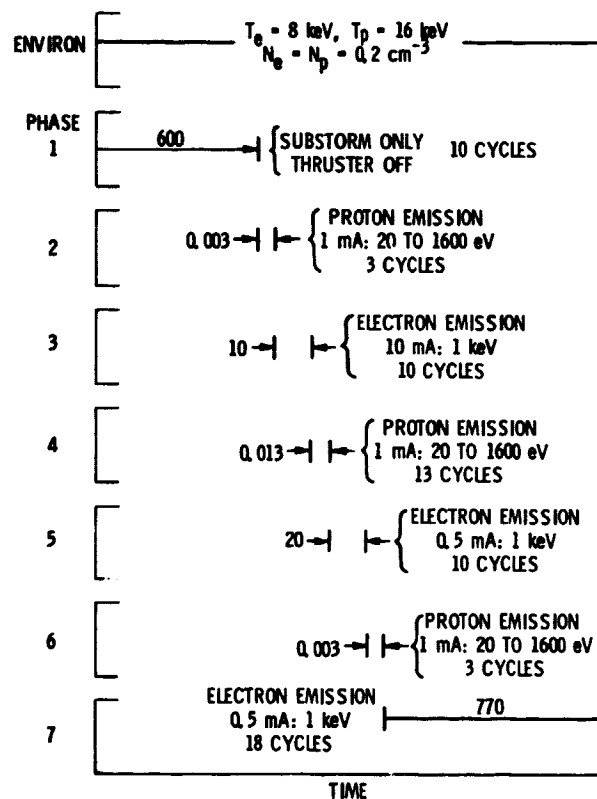 ENVIRON
T_e = 8 keV, T_p = 16 keV
N_e = N_p = 0.2 cm^-3
PHASE
1
600
SUBSTORM ONLY
THRUSTER OFF
10 CYCLES
2
0.003
PROTON EMISSION
1 mA: 20 TO 1600 eV
3 CYCLES
3
10
ELECTRON EMISSION
10 mA: 1 keV
10 CYCLES
4
0.013
PROTON EMISSION
1 mA: 20 TO 1600 eV
13 CYCLES
5
20
ELECTRON EMISSION
0.5 mA: 1 keV
10 CYCLES
6
0.003
PROTON EMISSION
1 mA: 20 TO 1600 eV
3 CYCLES
7
ELECTRON EMISSION
0.5 mA: 1 keV
18 CYCLES
770
TIME